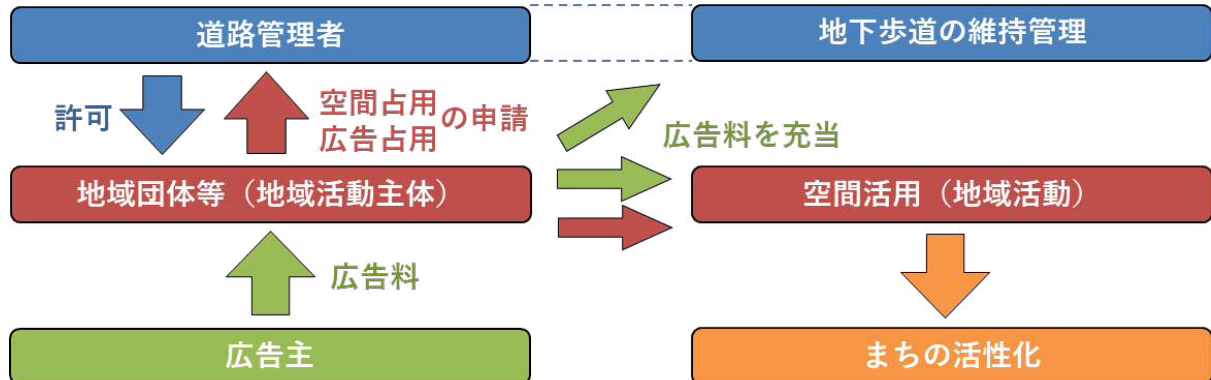 道路管理者
地下歩道の維持管理
許可
空間占用
広告占用
の申請
広告料を充当
地域団体等（地域活動主体）
空間活用（地域活動）
広告料
広告主
まちの活性化